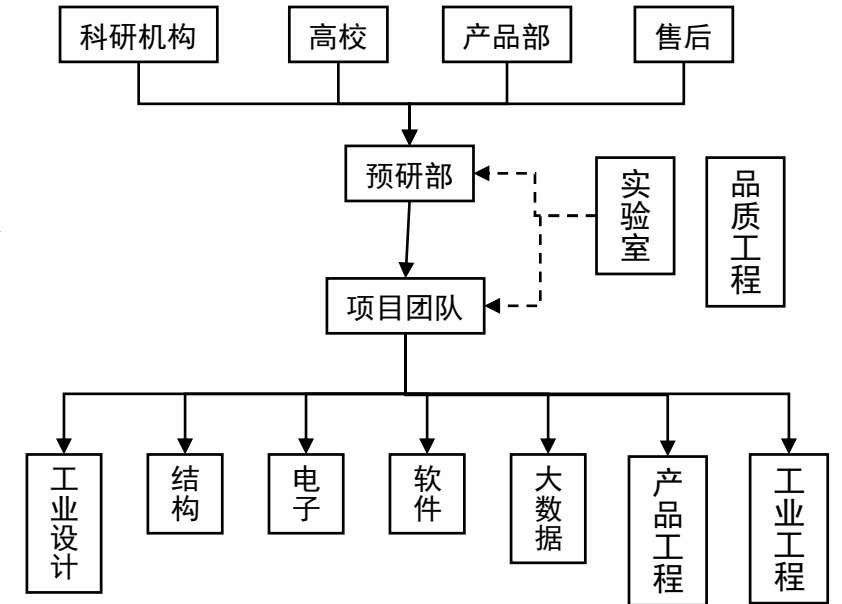 科研机构
高校
产品部
售后
预研部
实验室
品质工程
项目团队
工业设计
结构
电子
软件
大数据
产品工程
工业工程